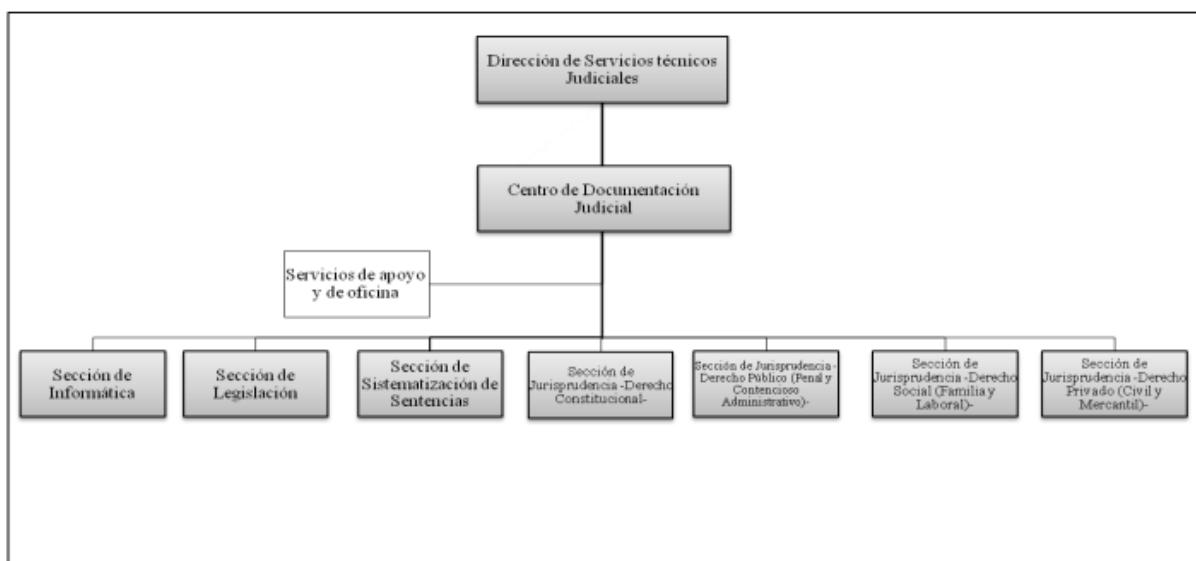 Dirección de Servicios técnicos
Judiciales
Centro de Documentación
Judicial
Servicios de apoyo
y de oficina
Sección de
Informática
Sección de
Legislación
Sección de
Sistematización de
Sentencias
Sección de
Jurisprudencia -Derecho
Constitucional-
Sección de Jurisprudencia -
Derecho Público (Penal y
Contencioso
Administrativo)-
Sección de
Jurisprudencia -Derecho
Social (Familia y
Laboral)-
Sección de
Jurisprudencia -Derecho
Privado (Civil y
Mercantil)-